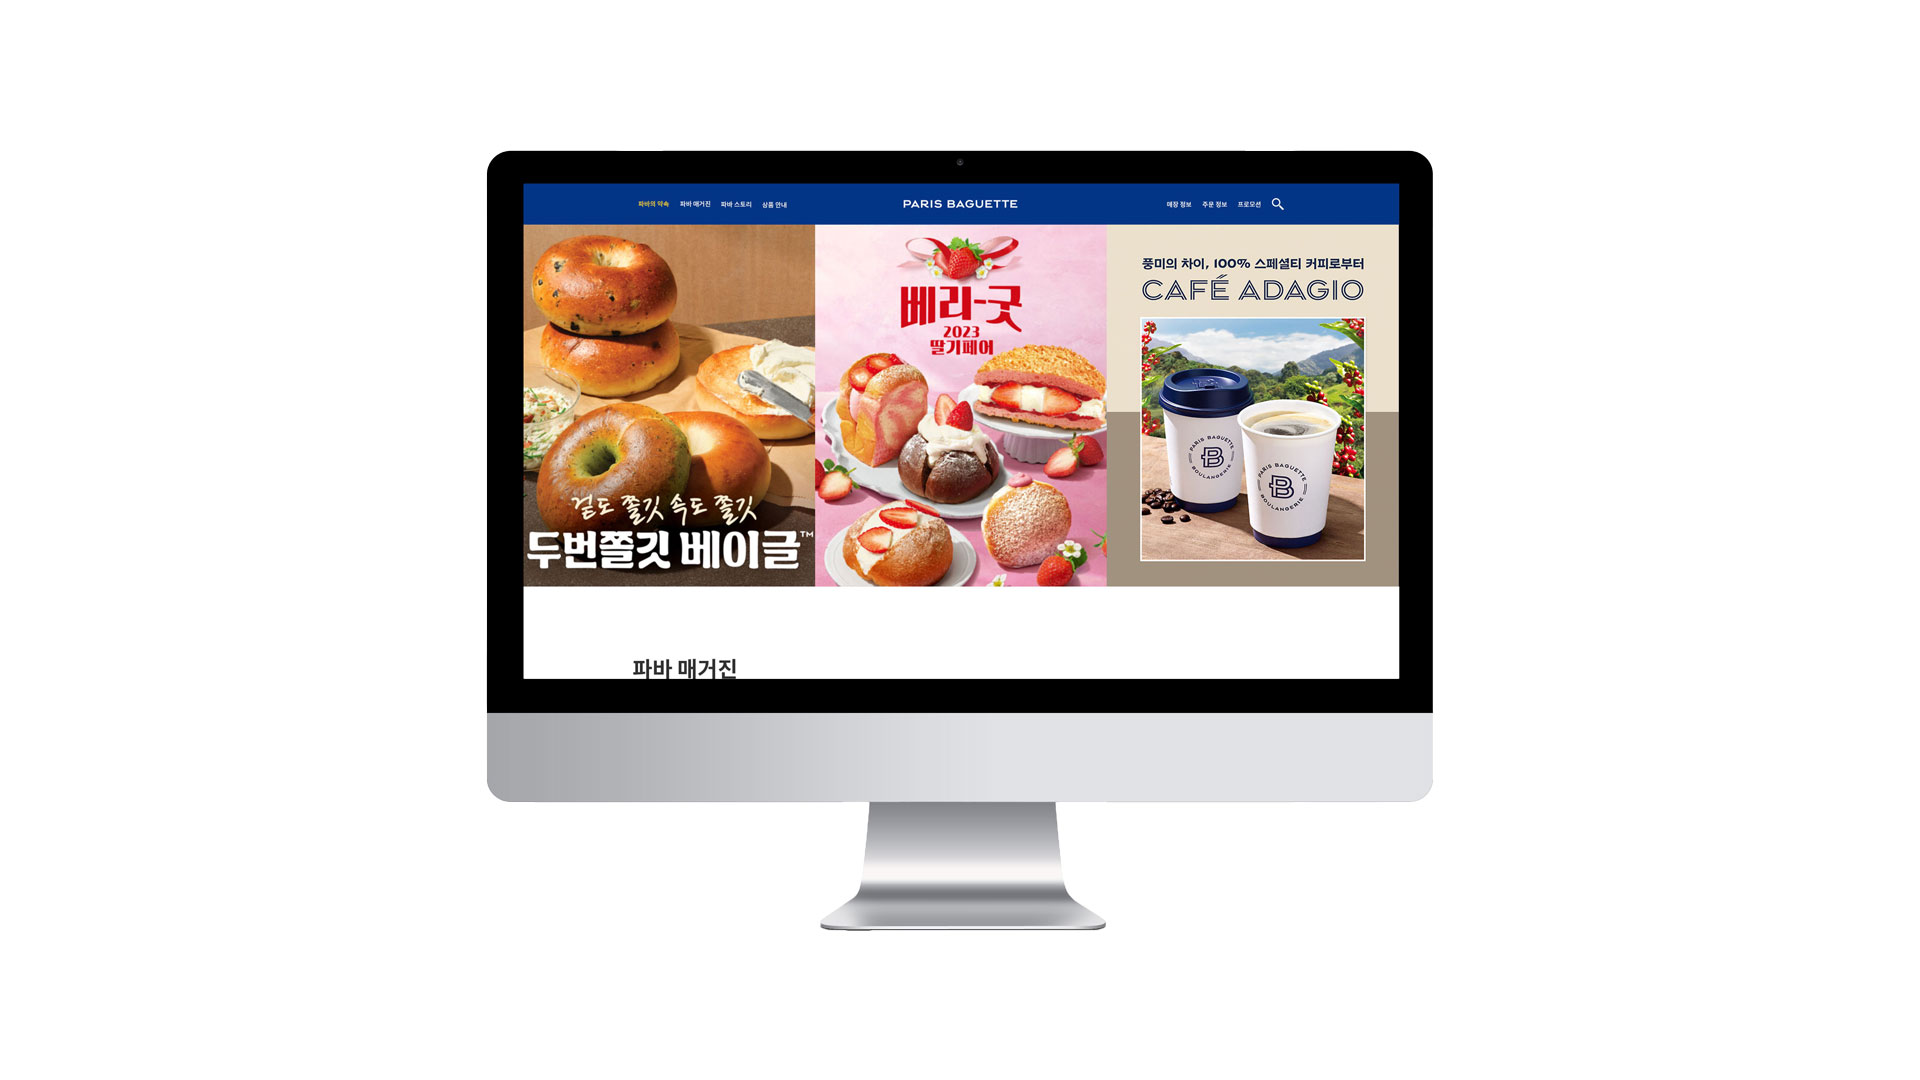 파바의 약속 파바 매거진 파바 스토리 상품 안내 PARIS BAGUETTE 매장 정보 주문 정보 프로모션
겉도 쫄깃 속도 쫄깃
두번쫄깃 베이글™
베리-굿
2023
딸기페어
풍미의 차이, 100% 스페셜티 커피로부터
CAFÉ ADAGIO
PARIS BAGUETTE
B
BOULANGERIE
PARIS BAGUETTE
B
BOULANGERIE
파바 매거진